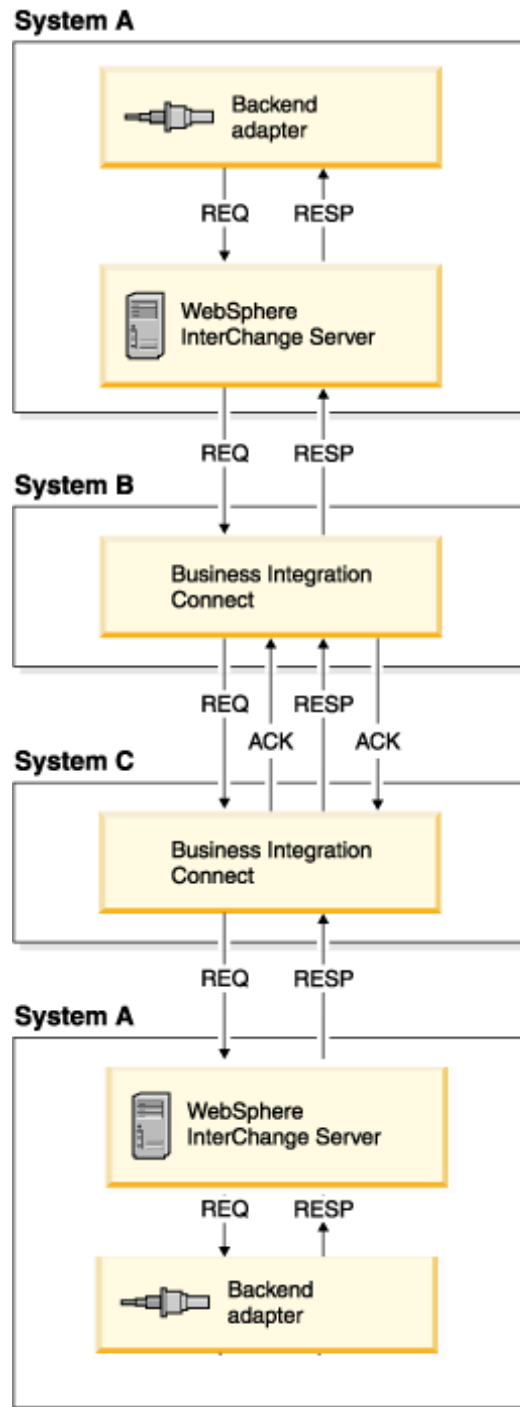 System A
Backend
adapter
REQ RESP
WebSphere
InterChange Server
REQ RESP
System B
Business Integration
Connect
REQ RESP
ACK ACK
System C
Business Integration
Connect
REQ RESP
System A
WebSphere
InterChange Server
REQ RESP
Backend
adapter